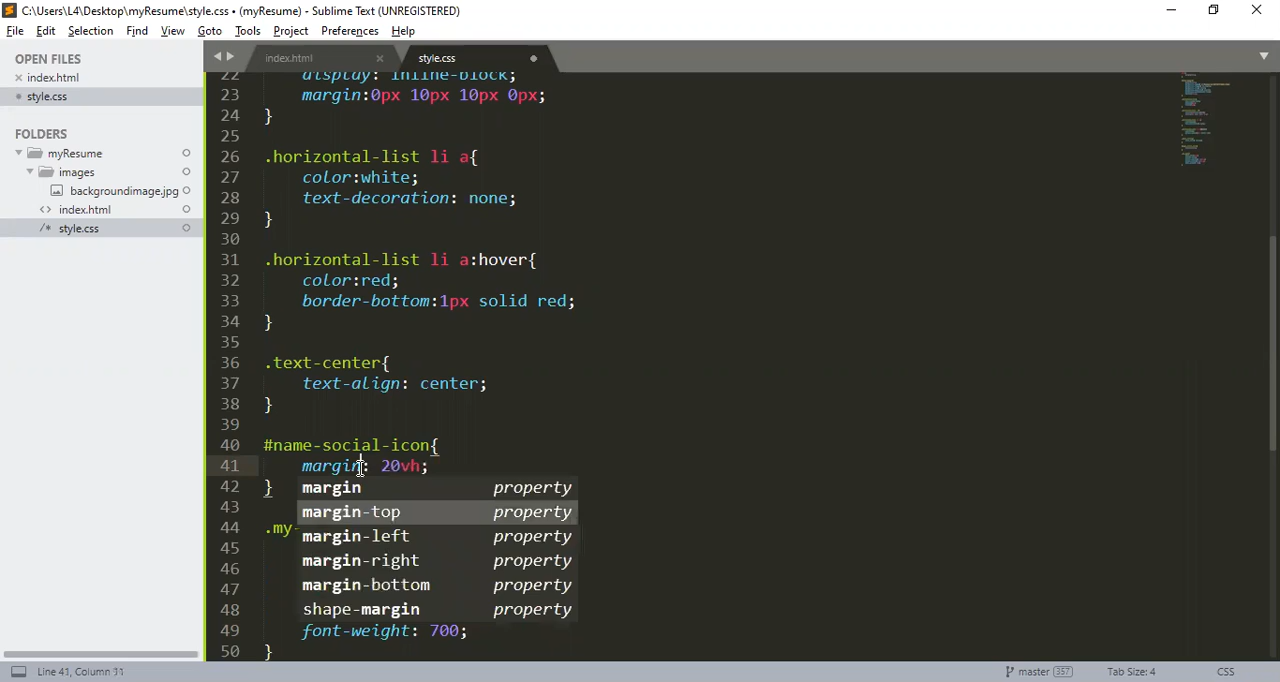 C:\Users\L4\Desktop\myResume\style.css • (myResume) - Sublime Text (UNREGISTERED)
File Edit Selection Find View Goto Tools Project Preferences Help
OPEN FILES
index.html
style.css
FOLDERS
myResume
images
backgroundimage.jpg
<> index.html
/* style.css
index.html
style.css
22 display: inline-block;
23 margin:0px 10px 10px 0px;
24 }
25
26 .horizontal-list li a{
27 color:white;
28 text-decoration: none;
29 }
30
31 .horizontal-list li a:hover{
32 color:red;
33 border-bottom:1px solid red;
34 }
35
36 .text-center{
37 text-align: center;
38 }
39
40 #name-social-icon{
41 margin: 20vh;
42 }
43
44 .my-
45
46
47
48
49 font-weight: 700;
50 }
margin property
margin-top property
margin-left property
margin-right property
margin-bottom property
shape-margin property
Line 41, Column
master 357
Tab Size: 4
CSS